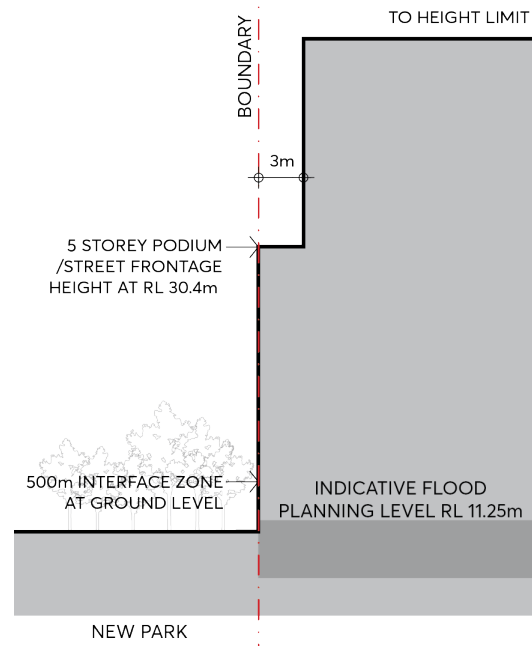 TO HEIGHT LIMIT
BOUNDARY
3m
5 STOREY PODIUM
/STREET FRONTAGE
HEIGHT AT RL 30.4m
500m INTERFACE ZONE
AT GROUND LEVEL
INDICATIVE FLOOD
PLANNING LEVEL RL 11.25m
NEW PARK